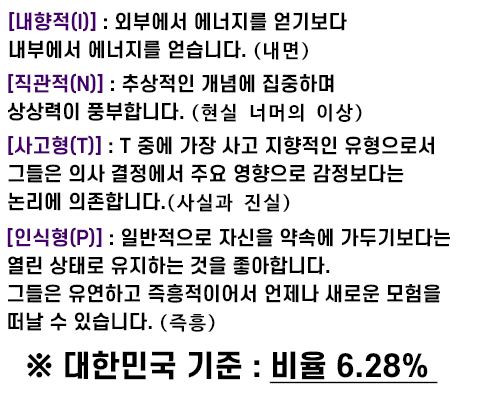 [내향적(I)] : 외부에서 에너지를 얻기보다
내부에서 에너지를 얻습니다. (내면)
[직관적(N)] : 추상적인 개념에 집중하며
상상력이 풍부합니다. (현실 너머의 이상)
[사고형(T)] : T 중에 가장 사고 지향적인 유형으로서
그들은 의사 결정에서 주요 영향으로 감정보다는
논리에 의존합니다.(사실과 진실)
[인식형(P)] : 일반적으로 자신을 약속에 가두기보다는
열린 상태로 유지하는 것을 좋아합니다.
그들은 유연하고 즉흥적이어서 언제나 새로운 모험을
떠날 수 있습니다. (즉흥)
※ 대한민국 기준 : 비율 6.28%